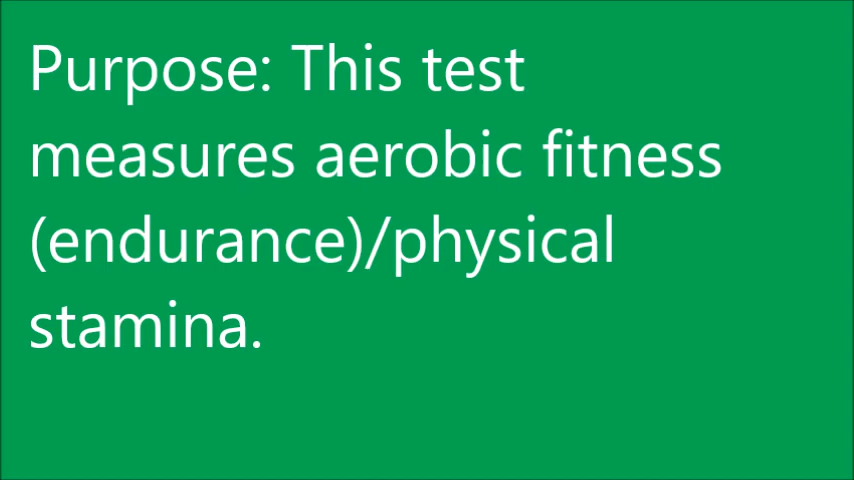 Purpose: This test
measures aerobic fitness
(endurance)/physical
stamina.